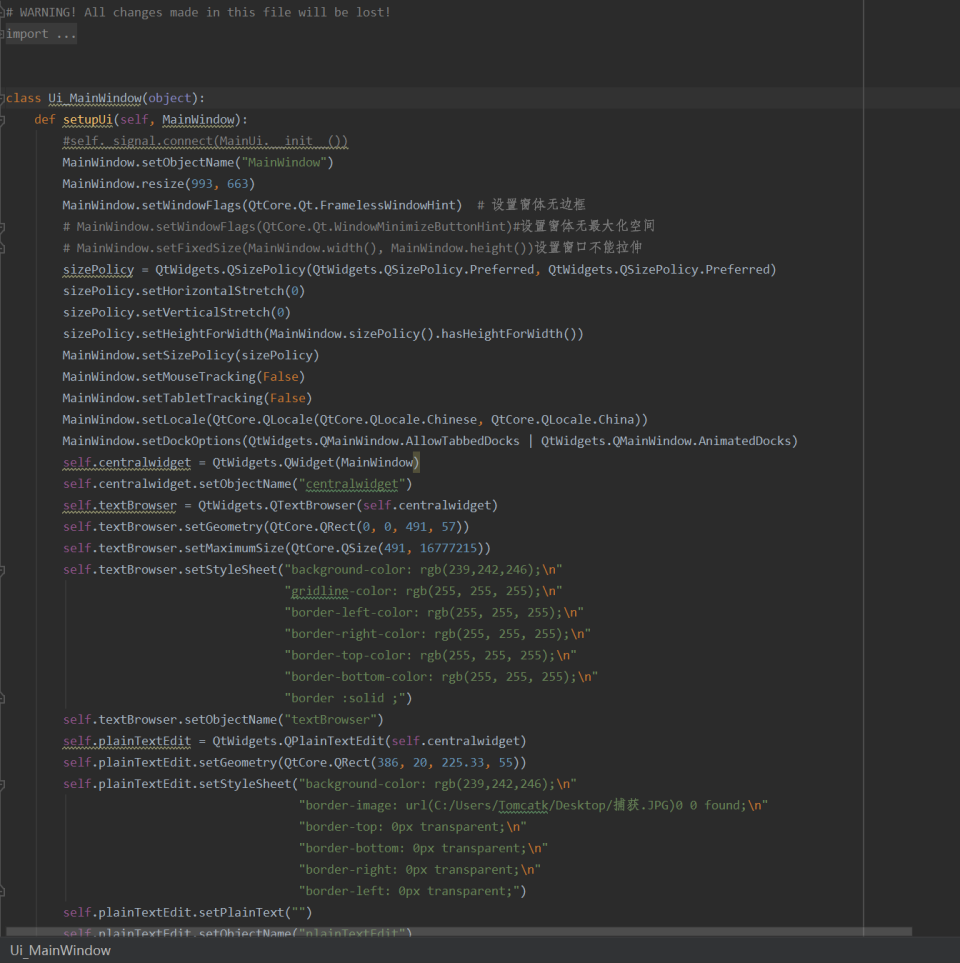 # WARNING! All changes made in this file will be lost!
import ...
class Ui_MainWindow(object):
def setupUi(self, MainWindow):
#self._signal.connect(MainUi.__init__())
MainWindow.setObjectName("MainWindow")
MainWindow.resize(993, 663)
MainWindow.setWindowFlags(QtCore.Qt.FramelessWindowHint)  # 设置窗体无边框
# MainWindow.setWindowFlags(QtCore.Qt.WindowMinimizeButtonHint)#设置窗体无最大化空间
# MainWindow.setFixedSize(MainWindow.width(), MainWindow.height())设置窗口不能拉伸
sizePolicy = QtWidgets.QSizePolicy(QtWidgets.QSizePolicy.Preferred, QtWidgets.QSizePolicy.Preferred)
sizePolicy.setHorizontalStretch(0)
sizePolicy.setVerticalStretch(0)
sizePolicy.setHeightForWidth(MainWindow.sizePolicy().hasHeightForWidth())
MainWindow.setSizePolicy(sizePolicy)
MainWindow.setMouseTracking(False)
MainWindow.setTabletTracking(False)
MainWindow.setLocale(QtCore.QLocale(QtCore.QLocale.Chinese, QtCore.QLocale.China))
MainWindow.setDockOptions(QtWidgets.QMainWindow.AllowTabbedDocks | QtWidgets.QMainWindow.AnimatedDocks)
self.centralwidget = QtWidgets.QWidget(MainWindow)
self.centralwidget.setObjectName("centralwidget")
self.textBrowser = QtWidgets.QTextBrowser(self.centralwidget)
self.textBrowser.setGeometry(QtCore.QRect(0, 0, 491, 57))
self.textBrowser.setMaximumSize(QtCore.QSize(491, 16777215))
self.textBrowser.setStyleSheet("background-color: rgb(239,242,246);\n"
"gridline-color: rgb(255, 255, 255);\n"
"border-left-color: rgb(255, 255, 255);\n"
"border-right-color: rgb(255, 255, 255);\n"
"border-top-color: rgb(255, 255, 255);\n"
"border-bottom-color: rgb(255, 255, 255);\n"
"border :solid ;")
self.textBrowser.setObjectName("textBrowser")
self.plainTextEdit = QtWidgets.QPlainTextEdit(self.centralwidget)
self.plainTextEdit.setGeometry(QtCore.QRect(386, 20, 225.33, 55))
self.plainTextEdit.setStyleSheet("background-color: rgb(239,242,246);\n"
"border-image: url(C:/Users/Tomcatk/Desktop/捕获.JPG)0 0 found;\n"
"border-top: 0px transparent;\n"
"border-bottom: 0px transparent;\n"
"border-right: 0px transparent;\n"
"border-left: 0px transparent;")
self.plainTextEdit.setPlainText("")
self.plainTextEdit.setObjectName("plainTextEdit")
Ui_MainWindow